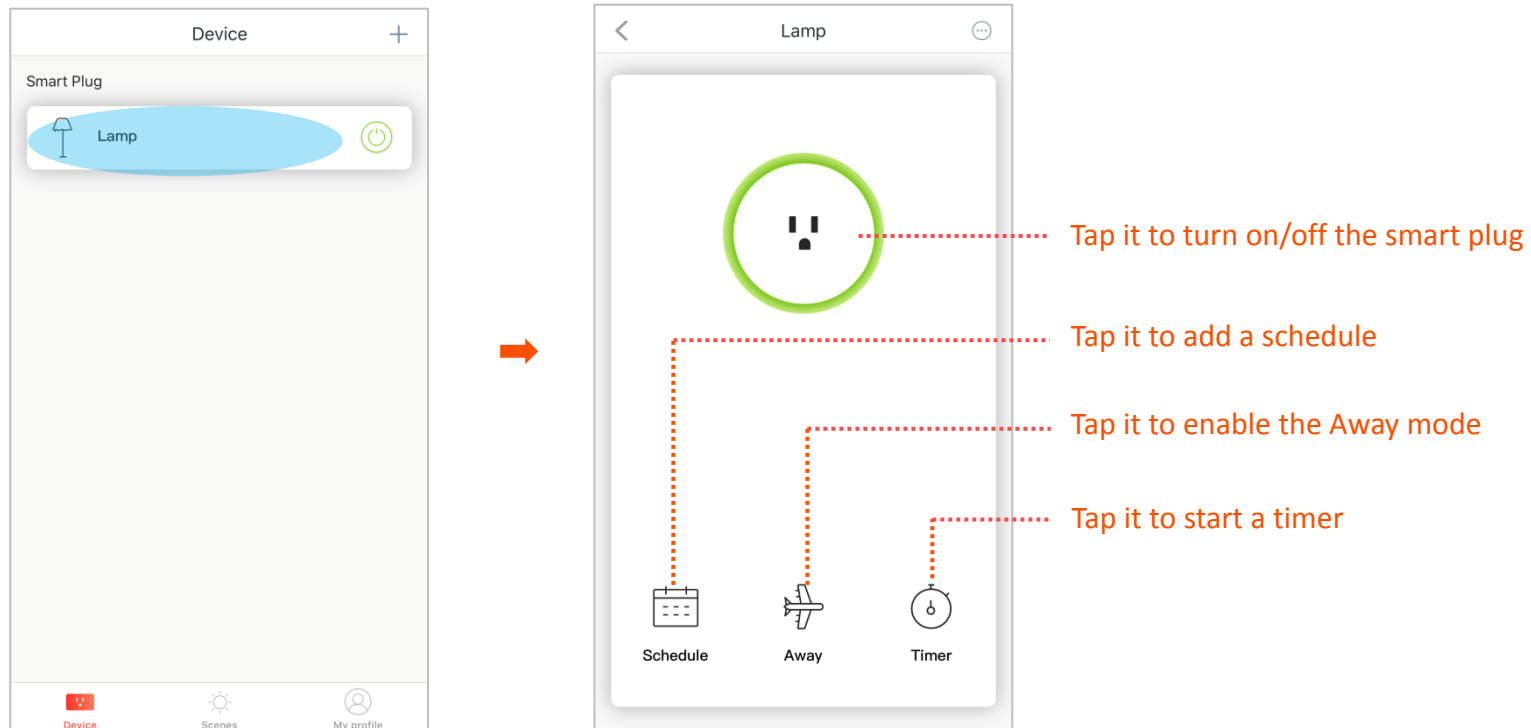 Device
Smart Plug
Lamp
Device
Scenes
My profile
Lamp
Tap it to turn on/off the smart plug
Tap it to add a schedule
Tap it to enable the Away mode
Tap it to start a timer
Schedule
Away
Timer